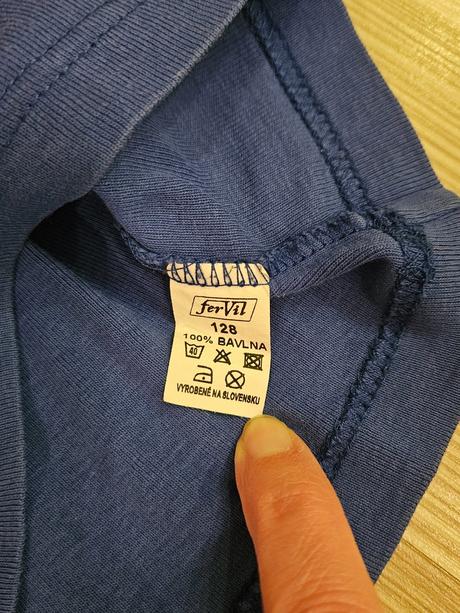 ferVil
128
100% BAVLNA
40
VYROBENÉ NA SLOVENSKU